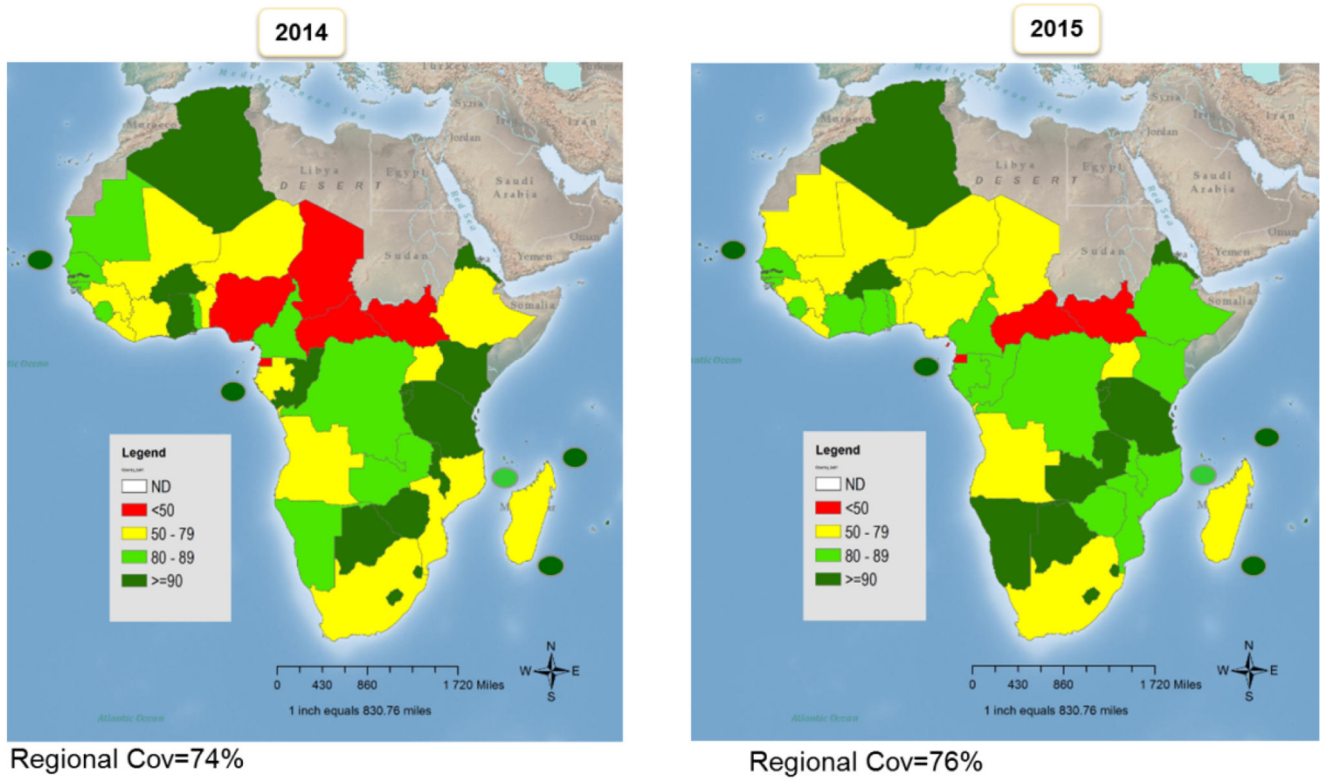 2014
2015
Mediterranean Sea
Turkey
Syria
Iran
Jordan
Morocco
Libya
Egypt
DESERT
Saudi
Arabia
Red Sea
Oman
Sudan
Yemen
Somalia
Atlantic Ocean
Legend
ND
<50
50 - 79
80 - 89
>=90
N
W E
S
0 430 860 1 720 Miles
1 inch equals 830.76 miles
Atlantic Ocean
Regional Cov=74%
Syria
Jordan
Morocco
Iran
Libya
Egypt
DESERT
Saudi
Arabia
Red Sea
Oman
Sudan
Yemen
Somalia
Legend
ND
<50
50 - 79
80 - 89
>=90
N
W E
S
0 430 860 1 720 Miles
1 inch equals 830.76 miles
Atlantic Ocean
Regional Cov=76%